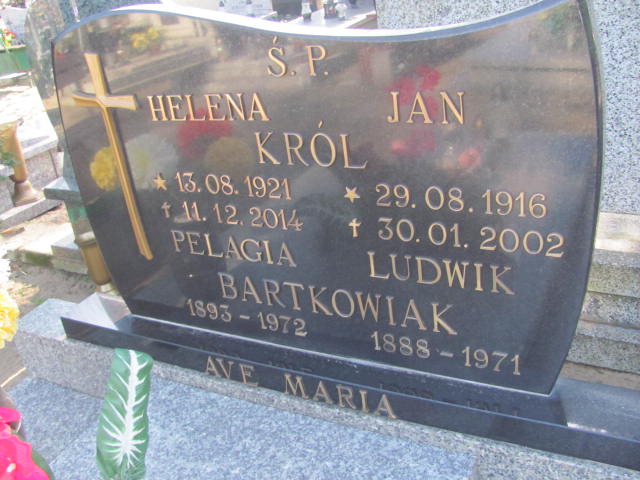 Ś.P.
HELENA JAN
KRÓL
* 13.08.1921 * 29.08.1916
† 11.12.2014 † 30.01.2002
PELAGIA LUDWIK
BARTKOWIAK
1893-1972 1888-1971
AVE MARIA